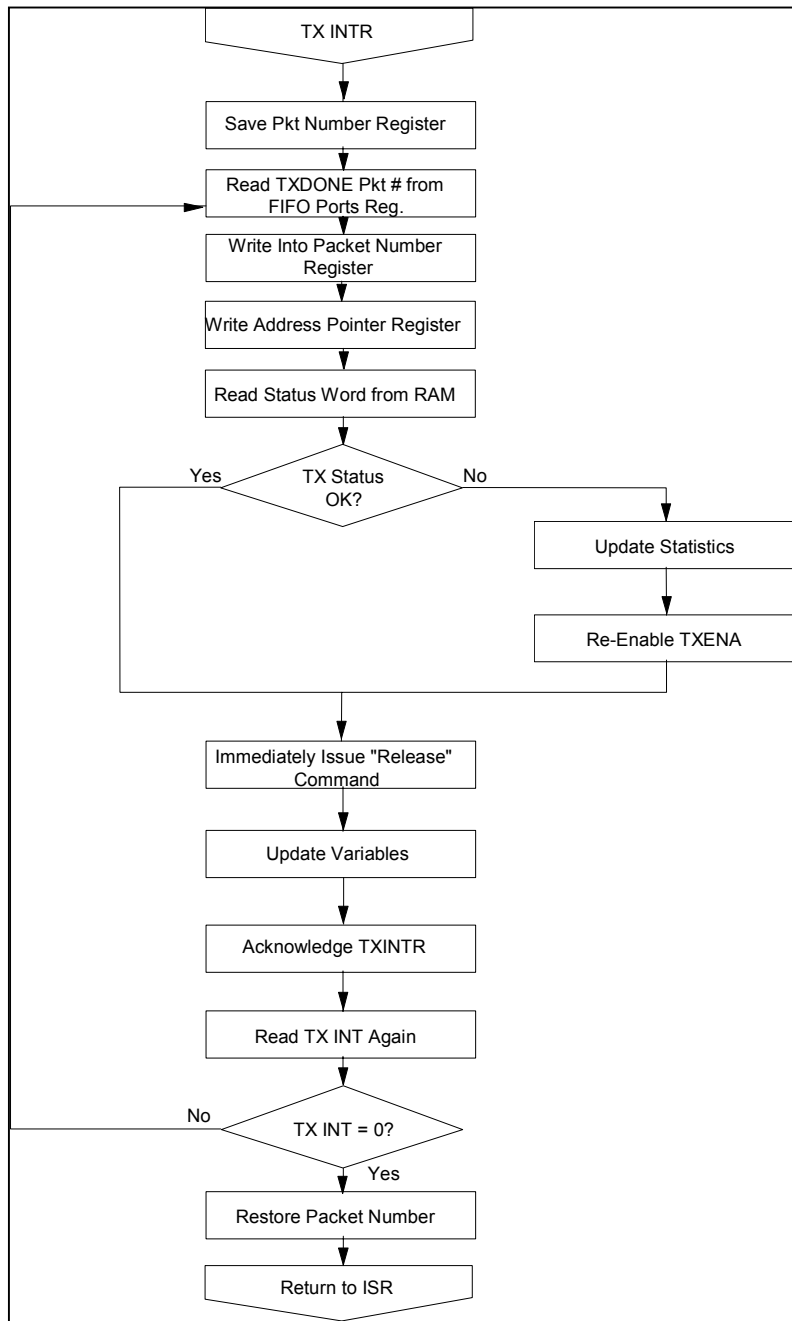 TX INTR
Save Pkt Number Register
Read TXDONE Pkt # from
FIFO Ports Reg.
Write Into Packet Number
Register
Write Address Pointer Register
Read Status Word from RAM
Yes
TX Status
OK?
No
Update Statistics
Re-Enable TXENA
Immediately Issue "Release"
Command
Update Variables
Acknowledge TXINTR
Read TX INT Again
No
TX INT = 0?
Yes
Restore Packet Number
Return to ISR